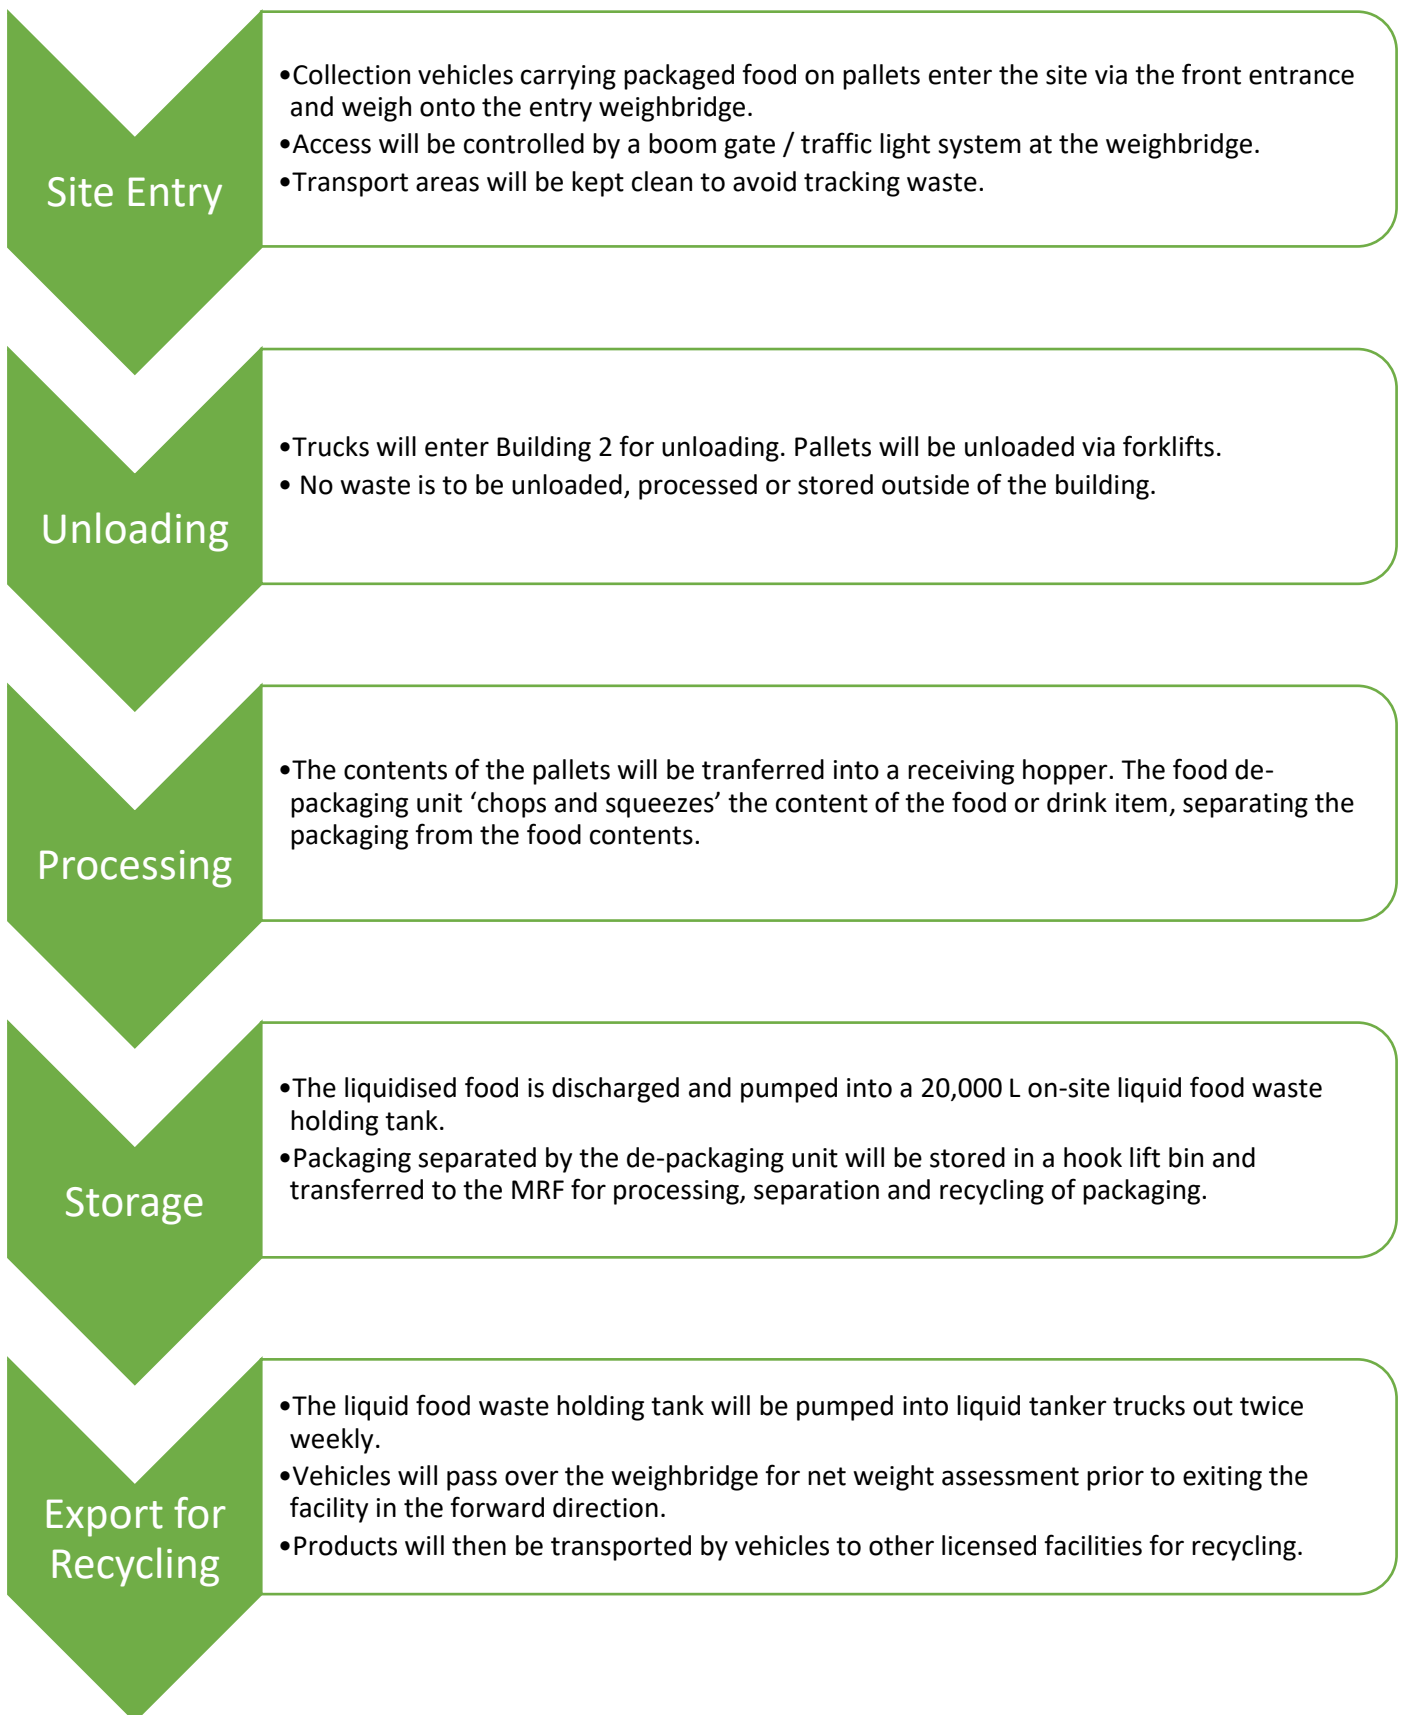 Site Entry
•Collection vehicles carrying packaged food on pallets enter the site via the front entrance
and weigh onto the entry weighbridge.
•Access will be controlled by a boom gate / traffic light system at the weighbridge.
•Transport areas will be kept clean to avoid tracking waste.
Unloading
•Trucks will enter Building 2 for unloading. Pallets will be unloaded via forklifts.
• No waste is to be unloaded, processed or stored outside of the building.
Processing
•The contents of the pallets will be tranferred into a receiving hopper. The food de-
packaging unit ‘chops and squeezes’ the content of the food or drink item, separating the
packaging from the food contents.
Storage
•The liquidised food is discharged and pumped into a 20,000 L on-site liquid food waste
holding tank.
•Packaging separated by the de-packaging unit will be stored in a hook lift bin and
transferred to the MRF for processing, separation and recycling of packaging.
Export for
Recycling
•The liquid food waste holding tank will be pumped into liquid tanker trucks out twice
weekly.
•Vehicles will pass over the weighbridge for net weight assessment prior to exiting the
facility in the forward direction.
•Products will then be transported by vehicles to other licensed facilities for recycling.